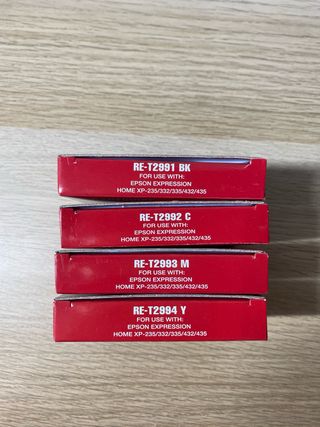 RE-T2991 BK
FOR USE WITH:
EPSON EXPRESSION
HOME XP-235/332/335/432/435
RE-T2992 C
FOR USE WITH:
EPSON EXPRESSION
HOME XP-235/332/335/432/435
RE-T2993 M
FOR USE WITH:
EPSON EXPRESSION
HOME XP-235/332/335/432/435
RE-T2994 Y
FOR USE WITH:
EPSON EXPRESSION
HOME XP-235/332/335/432/435